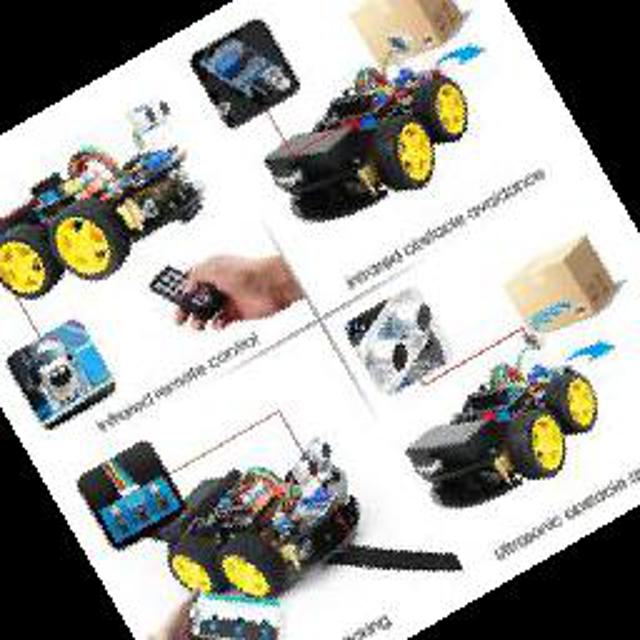 infrared obstacle avoidance
infrared remote control
ultrasonic obstacle